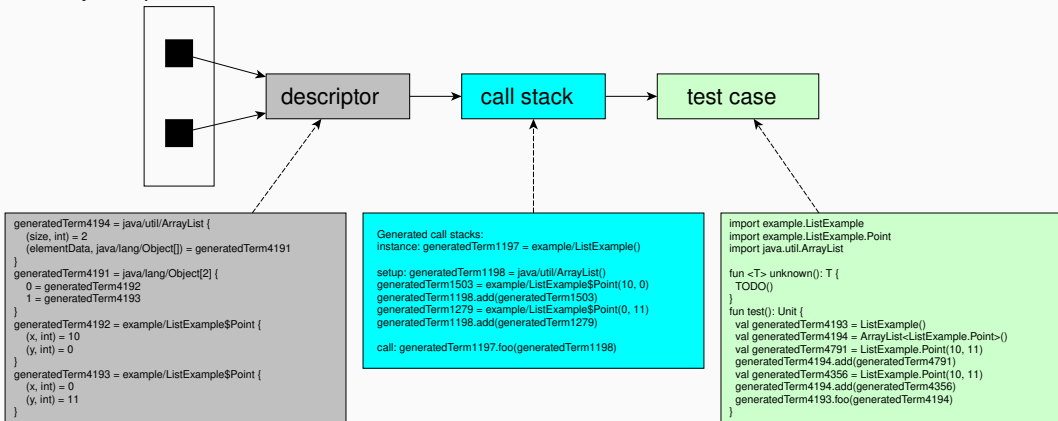 descriptor
call stack
test case
generatedTerm4194 = java/util/ArrayList {
(size, int) = 2
(elementData, java/lang/Object[]) = generatedTerm4191
}
generatedTerm4191 = java/lang/Object[2] {
0 = generatedTerm4192
1 = generatedTerm4193
}
generatedTerm4192 = example/ListExample$Point {
(x, int) = 10
(y, int) = 0
}
generatedTerm4193 = example/ListExample$Point {
(x, int) = 0
(y, int) = 11
}
Generated call stacks:
instance: generatedTerm1197 = example/ListExample()
setup: generatedTerm1198 = java/util/ArrayList()
generatedTerm1503 = example/ListExample$Point(10, 0)
generatedTerm1198.add(generatedTerm1503)
generatedTerm1279 = example/ListExample$Point(0, 11)
generatedTerm1198.add(generatedTerm1279)
call: generatedTerm1197.foo(generatedTerm1198)
import example.ListExample
import example.ListExample.Point
import java.util.ArrayList
fun <T> unknown(): T {
TODO()
}
fun test(): Unit {
val generatedTerm4193 = ListExample()
val generatedTerm4194 = ArrayList<ListExample.Point>()
val generatedTerm4791 = ListExample.Point(10, 11)
generatedTerm4194.add(generatedTerm4791)
val generatedTerm4356 = ListExample.Point(10, 11)
generatedTerm4194.add(generatedTerm4356)
generatedTerm4193.foo(generatedTerm4194)
}